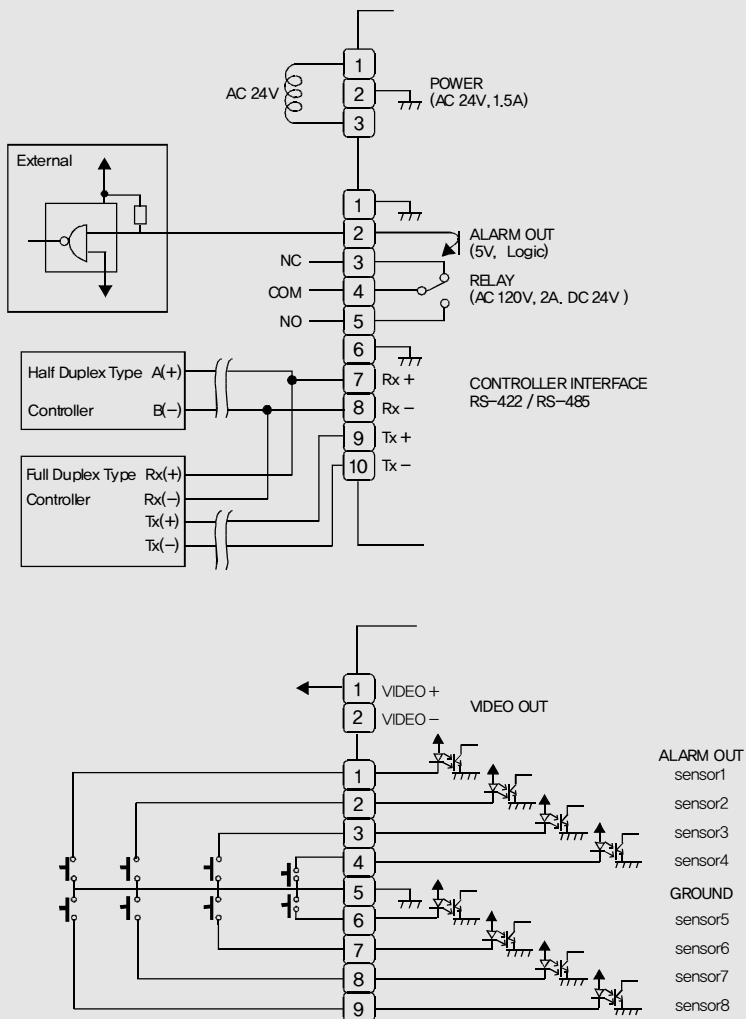 1
AC 24V
2
POWER
(AC 24V, 1.5A)
3
External
1
2
ALARM OUT
(5V, Logic)
NC
3
RELAY
(AC 120V, 2A. DC 24V )
COM
4
NO
5
6
Half Duplex Type A(+)
7
Rx +
CONTROLLER INTERFACE
RS-422 / RS-485
Controller B(-)
8
Rx -
9
Tx +
Full Duplex Type Rx(+)
10
Tx -
Controller Rx(-)
Tx(+)
Tx(-)
1
VIDEO +
VIDEO OUT
2
VIDEO -
ALARM OUT
1
sensor1
2
sensor2
3
sensor3
4
sensor4
5
GROUND
6
sensor5
7
sensor6
8
sensor7
9
sensor8